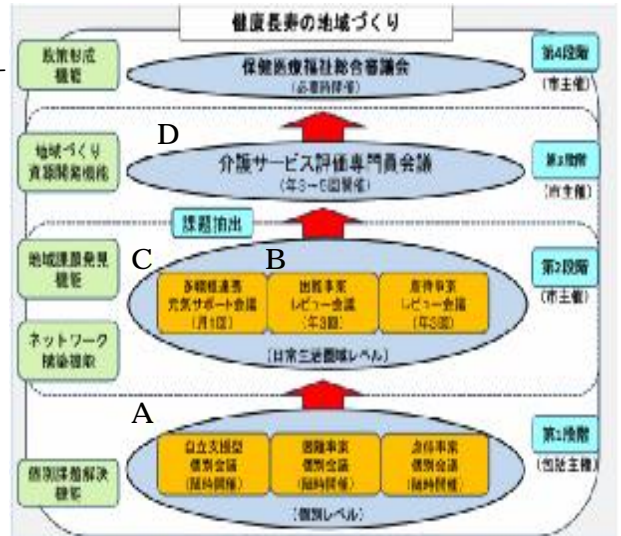 健康長寿の地域づくり
政策形成
機能
保健医療福祉総合審議会
(必要時開催)
第4段階
(市主催)
D
地域づくり
資源開発機能
介護サービス評価専門員会議
(年3~6回開催)
第3段階
(市主催)
課題抽出
地域課題発見
機能
C
B
多職種連携
元気サポート会議
(月1回)
困難事案
レビュー会議
(年3回)
虐待事案
レビュー会議
(年3回)
第2段階
(市主催)
ネットワーク
(日常生活圏域レベル)
A
自立支援型
個別会議
(随時開催)
困難事案
個別会議
(随時開催)
虐待事案
個別会議
(随時開催)
第1段階
(包括主催)
個別課題解決
機能
(個別レベル)